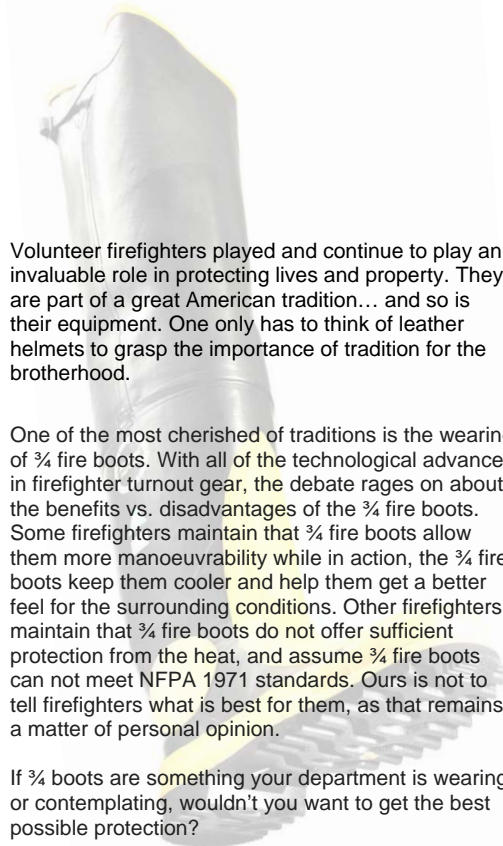 Volunteer firefighters played and continue to play an
invaluable role in protecting lives and property. They
are part of a great American tradition… and so is
their equipment. One only has to think of leather
helmets to grasp the importance of tradition for the
brotherhood.
One of the most cherished of traditions is the wearin
of ¾ fire boots. With all of the technological advance
in firefighter turnout gear, the debate rages on about
the benefits vs. disadvantages of the ¾ fire boots.
Some firefighters maintain that ¾ fire boots allow
them more manoeuvrability while in action, the ¾ fire
boots keep them cooler and help them get a better
feel for the surrounding conditions. Other firefighters
maintain that ¾ fire boots do not offer sufficient
protection from the heat, and assume ¾ fire boots
can not meet NFPA 1971 standards. Ours is not to
tell firefighters what is best for them, as that remains
a matter of personal opinion.
If ¾ boots are something your department is wearing
or contemplating, wouldn’t you want to get the best
possible protection?